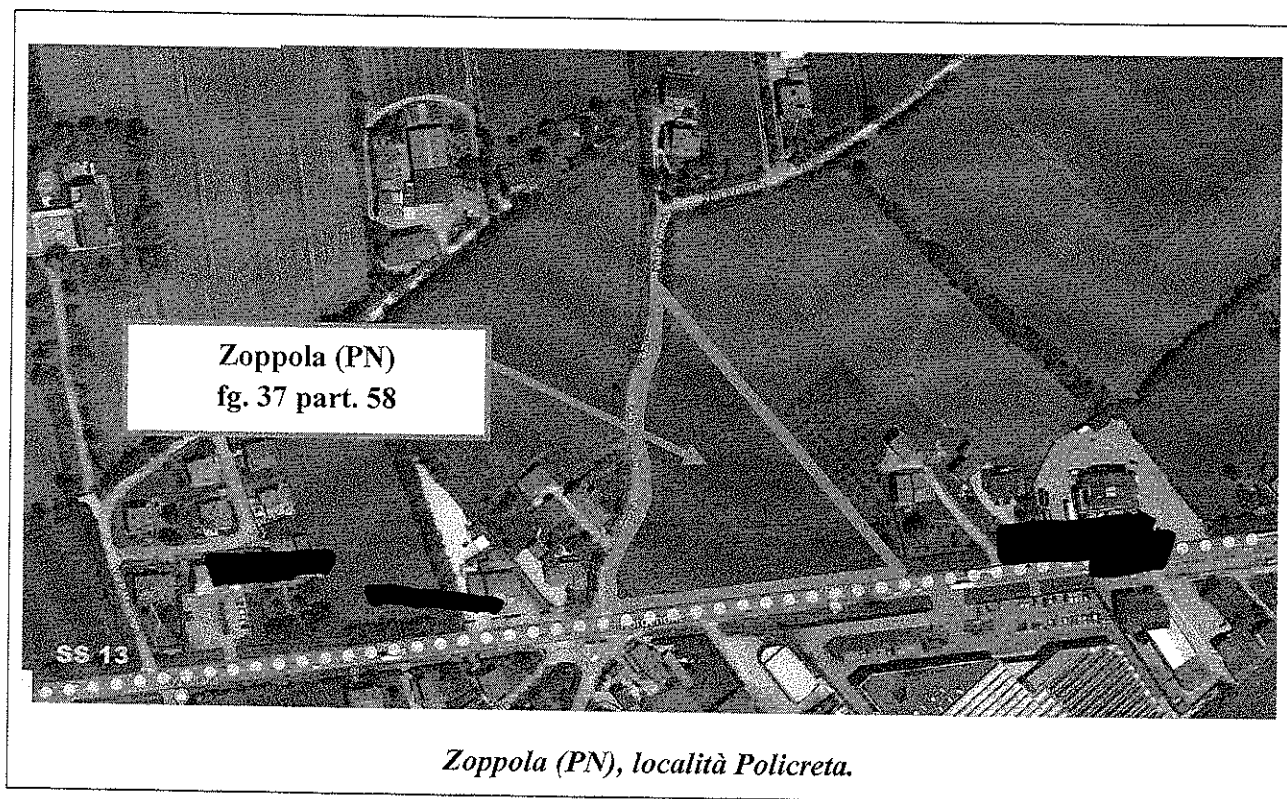 Zoppola (PN)
fg. 37 part. 58
SS 13
Zoppola (PN), località Policreta.